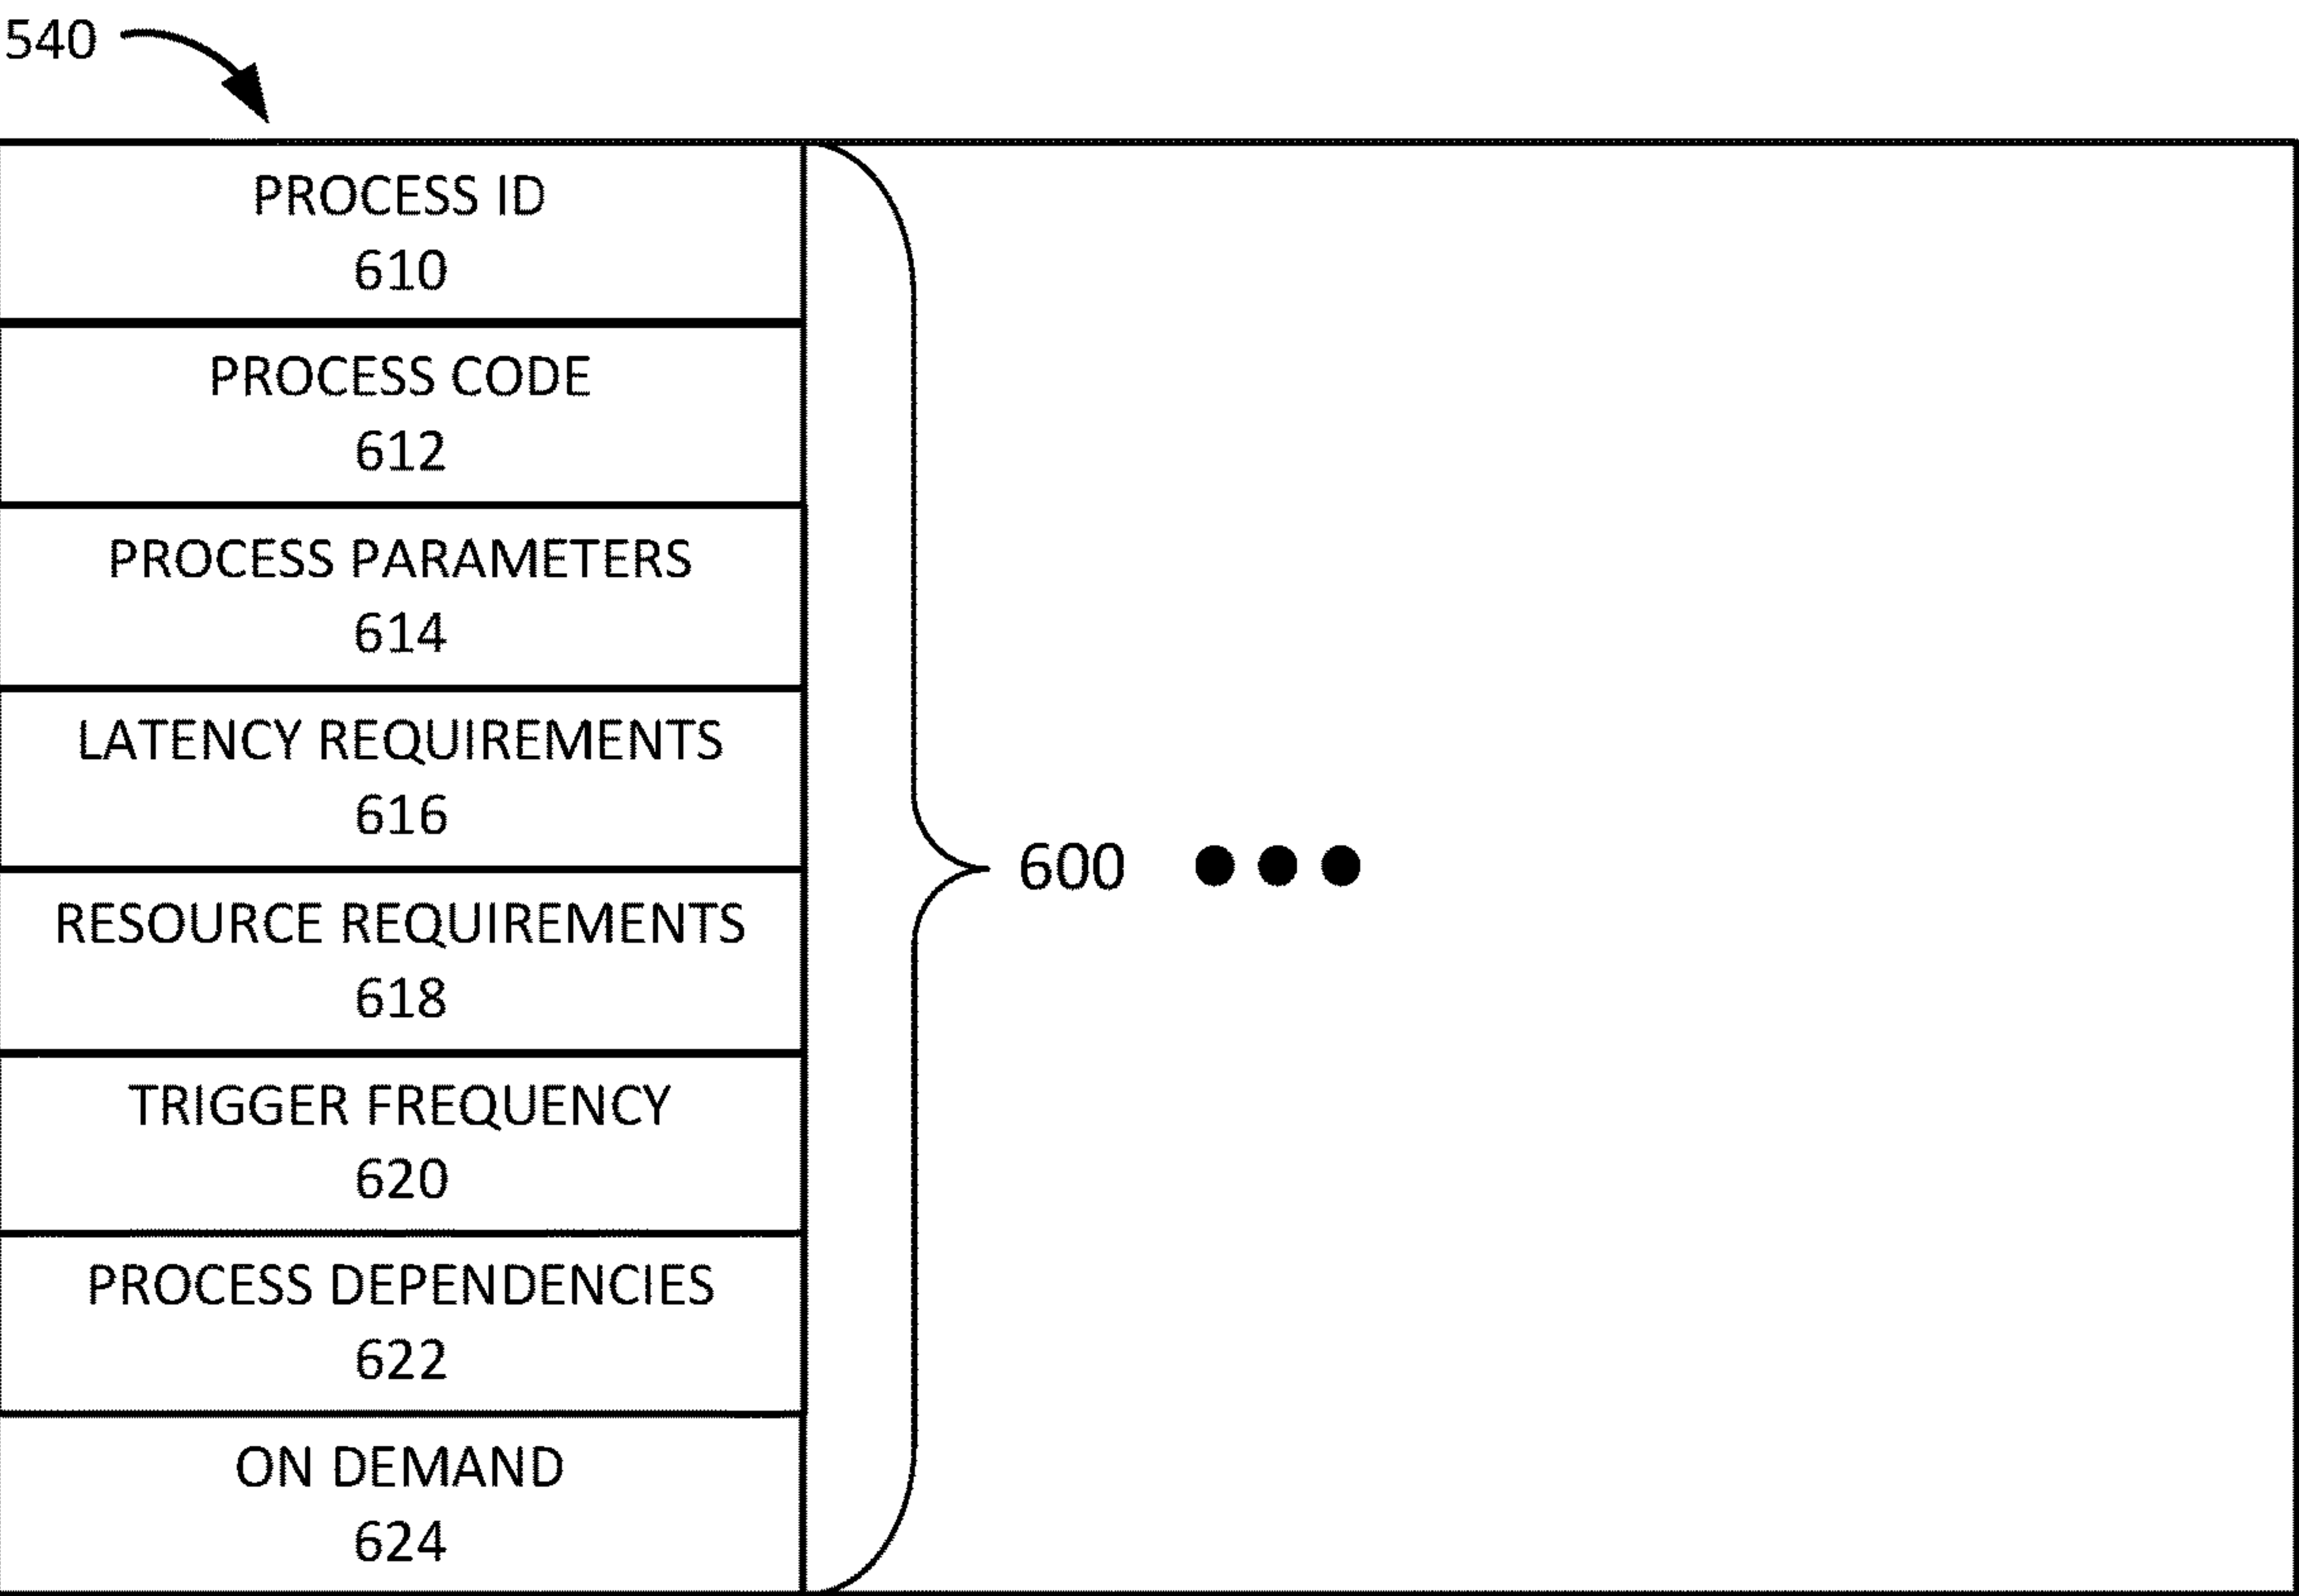 540
PROCESS ID
610
PROCESS CODE
612
PROCESS PARAMETERS
614
LATENCY REQUIREMENTS
616
RESOURCE REQUIREMENTS
618
TRIGGER FREQUENCY
620
PROCESS DEPENDENCIES
622
ON DEMAND
624
600